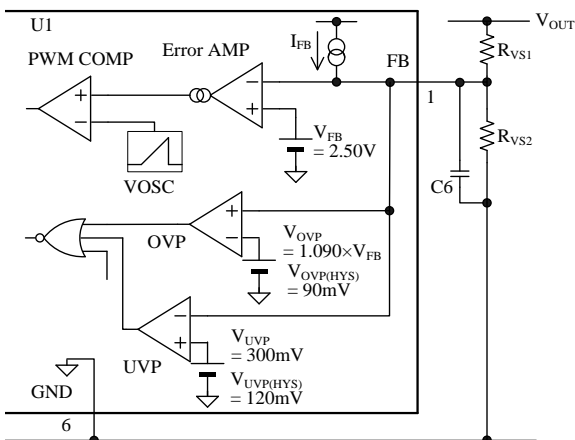 U1
V_OUT
I_FB
R_VS1
Error AMP
FB
PWM COMP
+
−
−
+
1
R_VS2
V_FB
= 2.50V
VOSC
C6
+
−
OVP
V_OVP
= 1.090×V_FB
V_OVP(HYS)
= 90mV
−
+
UVP
V_UVP
= 300mV
V_UVP(HYS)
= 120mV
GND
6